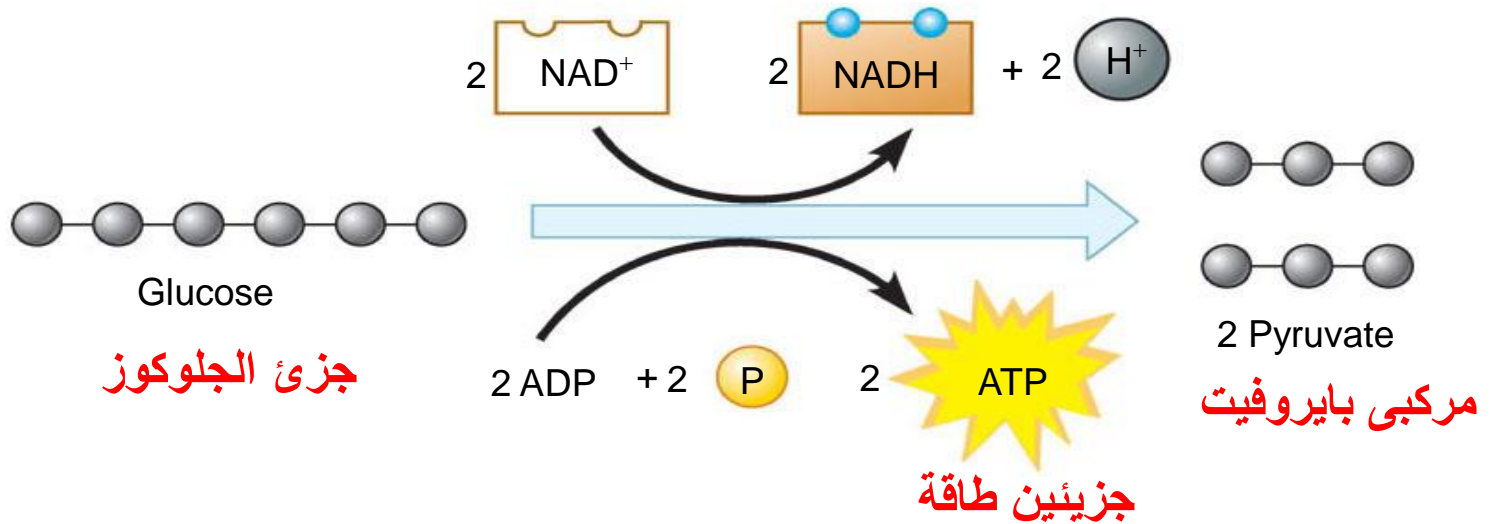 2 NAD⁺ 2 NADH + 2 H⁺
Glucose
جزئ الجلوكوز
2 ADP + 2 P 2 ATP
جزيئين طاقة
2 Pyruvate
مركبى بايروفيت